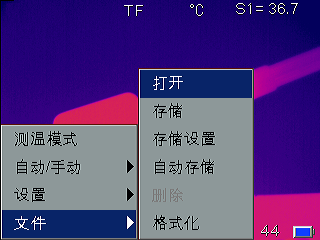 TF °C S1= 36.7
打开
存储
测温模式 存储设置
自动/手动 自动存储
设置 删除
文件 格式化
44